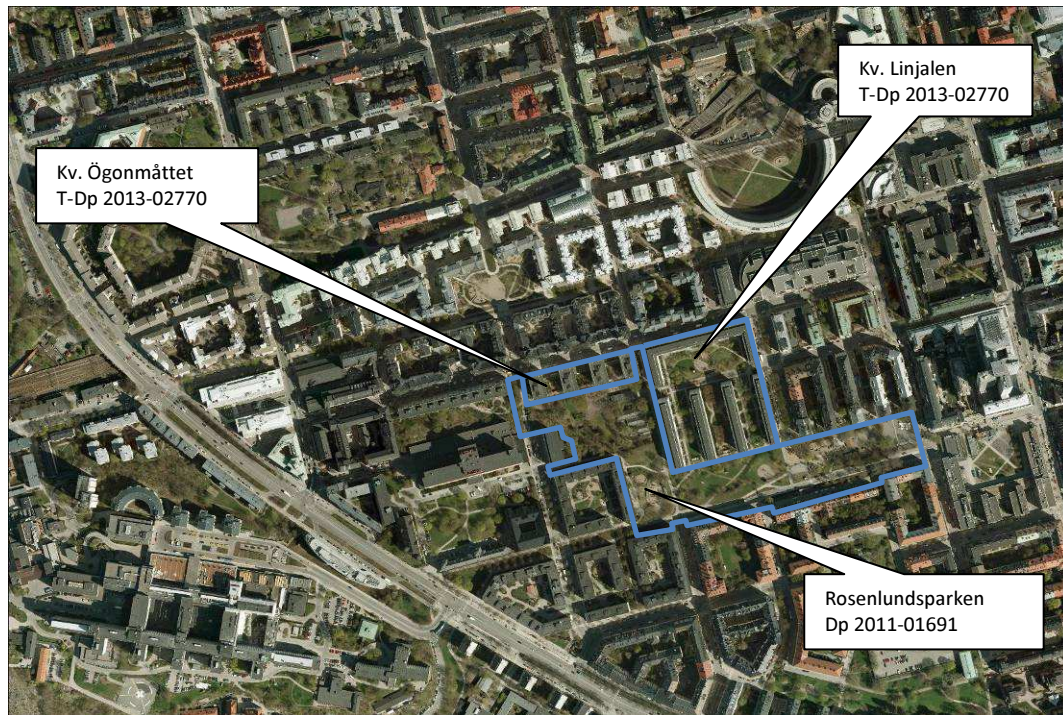 Kv. Linjalen
T-Dp 2013-02770
Kv. Ögonmåttet
T-Dp 2013-02770
Rosenlundsparken
Dp 2011-01691